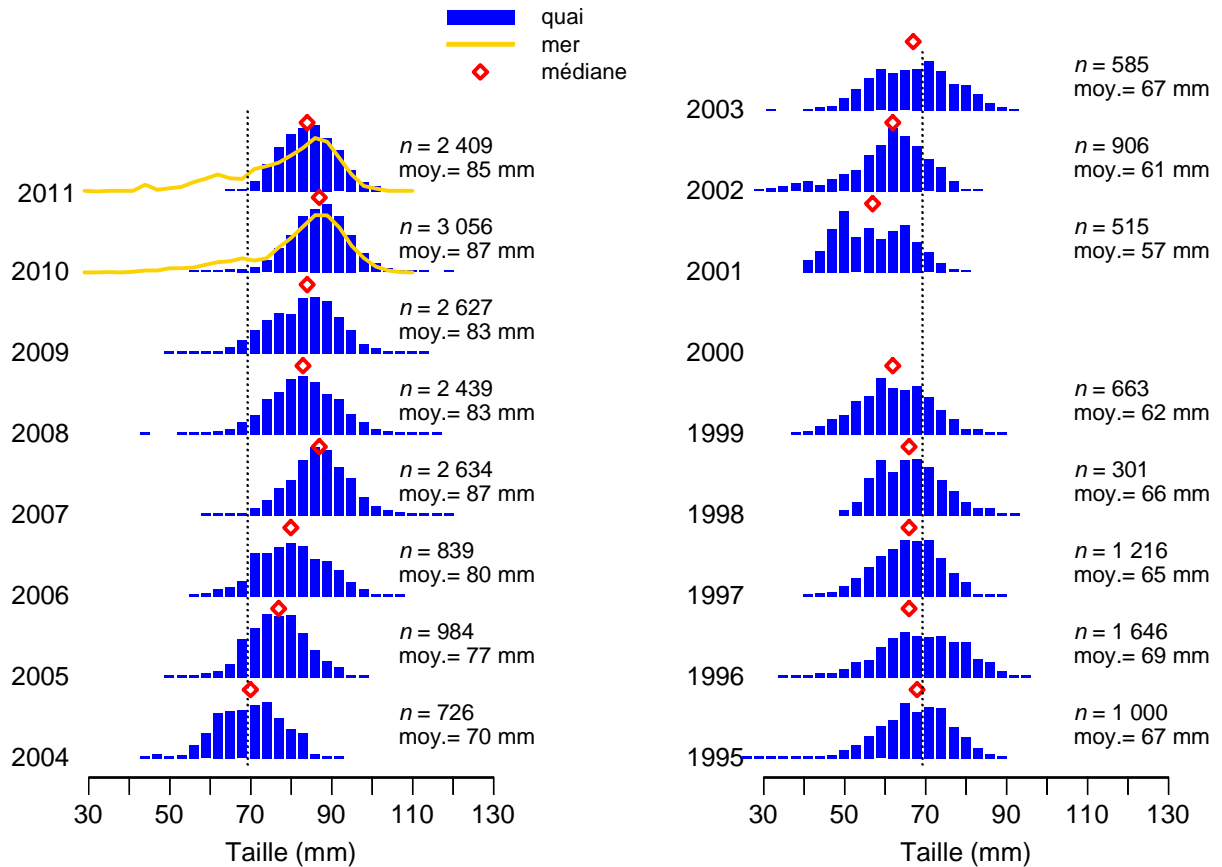 quai
mer
médiane
2011
n = 2 409
moy.= 85 mm
2010
n = 3 056
moy.= 87 mm
2009
n = 2 627
moy.= 83 mm
2008
n = 2 439
moy.= 83 mm
2007
n = 2 634
moy.= 87 mm
2006
n = 839
moy.= 80 mm
2005
n = 984
moy.= 77 mm
2004
n = 726
moy.= 70 mm
30 50 70 90 110 130
Taille (mm)
2003
n = 585
moy.= 67 mm
2002
n = 906
moy.= 61 mm
2001
n = 515
moy.= 57 mm
2000
1999
n = 663
moy.= 62 mm
1998
n = 301
moy.= 66 mm
1997
n = 1 216
moy.= 65 mm
1996
n = 1 646
moy.= 69 mm
1995
n = 1 000
moy.= 67 mm
30 50 70 90 110 130
Taille (mm)